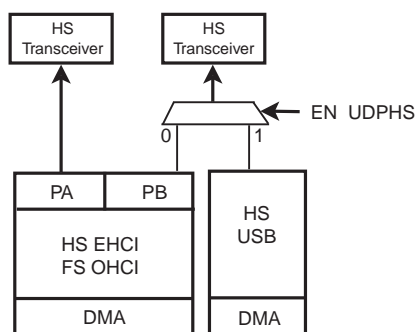 HS
Transceiver
HS
Transceiver
EN UDPHS
0
1
PA
PB
HS EHCI
FS OHCI
DMA
HS
USB
DMA